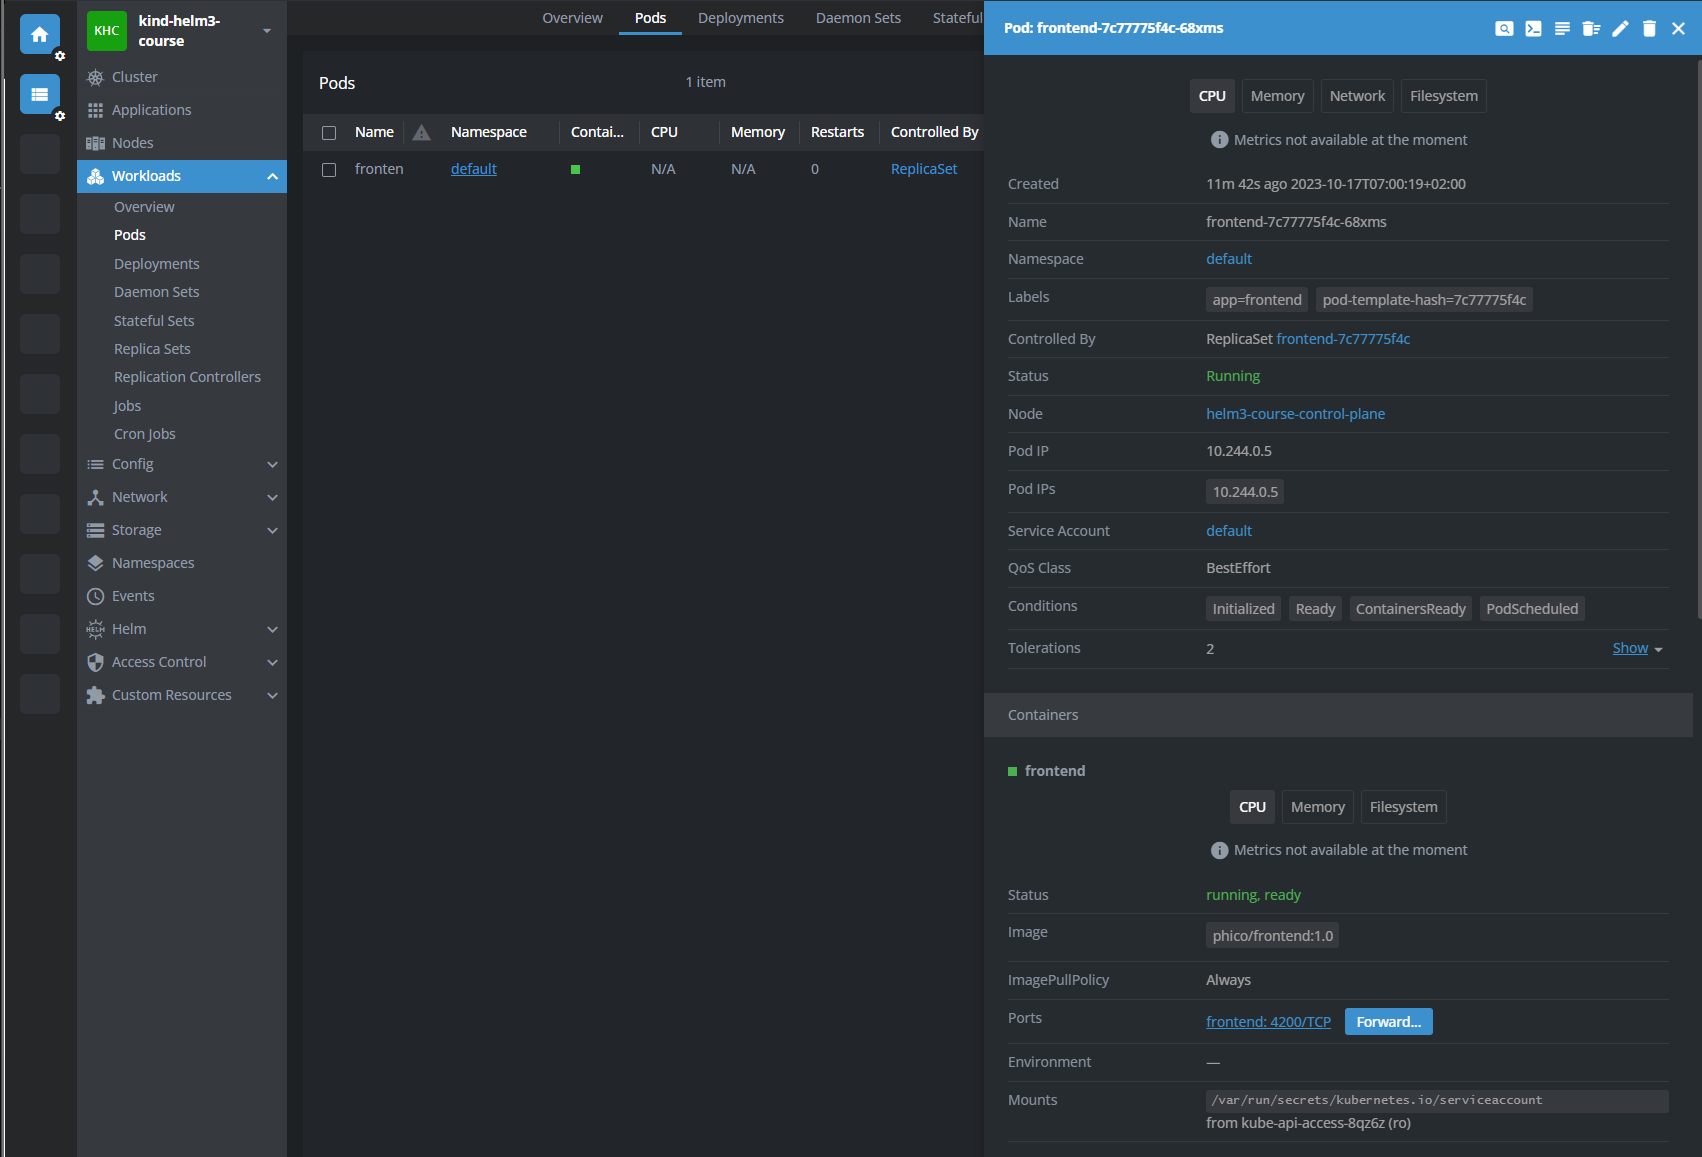 KHC
kind-helm3-
course
Cluster
Applications
Nodes
Workloads
Overview
Pods
Deployments
Daemon Sets
Stateful Sets
Replica Sets
Replication Controllers
Jobs
Cron Jobs
Config
Network
Storage
Namespaces
Events
Helm
Access Control
Custom Resources
Overview Pods Deployments Daemon Sets Stateful
Pods 1 item
Name Namespace Contai... CPU Memory Restarts Controlled By
fronten default N/A N/A 0 ReplicaSet
Pod: frontend-7c77775f4c-68xms
CPU Memory Network Filesystem
Metrics not available at the moment
Created 11m 42s ago 2023-10-17T07:00:19+02:00
Name frontend-7c77775f4c-68xms
Namespace default
Labels app=frontend pod-template-hash=7c77775f4c
Controlled By ReplicaSet frontend-7c77775f4c
Status Running
Node helm3-course-control-plane
Pod IP 10.244.0.5
Pod IPs 10.244.0.5
Service Account default
QoS Class BestEffort
Conditions Initialized Ready ContainersReady PodScheduled
Tolerations 2 Show
Containers
frontend
CPU Memory Filesystem
Metrics not available at the moment
Status running, ready
Image phico/frontend:1.0
ImagePullPolicy Always
Ports frontend: 4200/TCP Forward...
Environment —
Mounts /var/run/secrets/kubernetes.io/serviceaccount
from kube-api-access-8qz6z (ro)